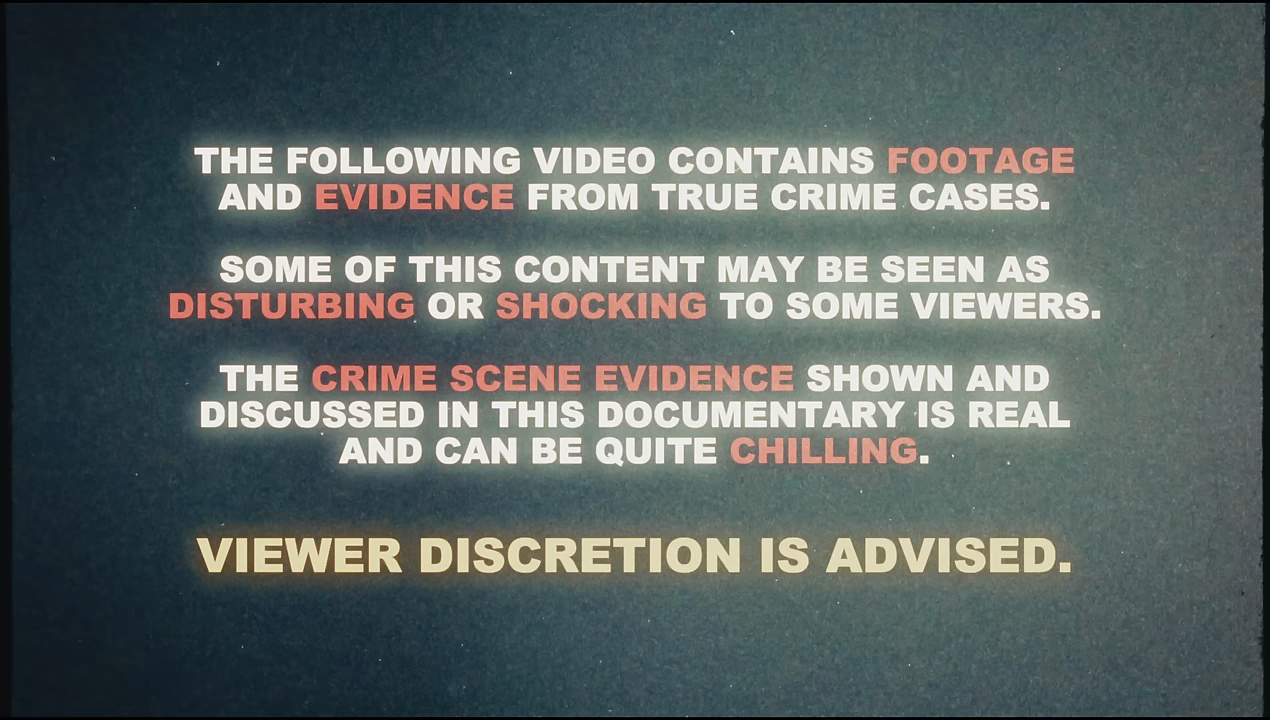 THE FOLLOWING VIDEO CONTAINS FOOTAGE
AND EVIDENCE FROM TRUE CRIME CASES.
SOME OF THIS CONTENT MAY BE SEEN AS
DISTURBING OR SHOCKING TO SOME VIEWERS.
THE CRIME SCENE EVIDENCE SHOWN AND
DISCUSSED IN THIS DOCUMENTARY IS REAL
AND CAN BE QUITE CHILLING.
VIEWER DISCRETION IS ADVISED.